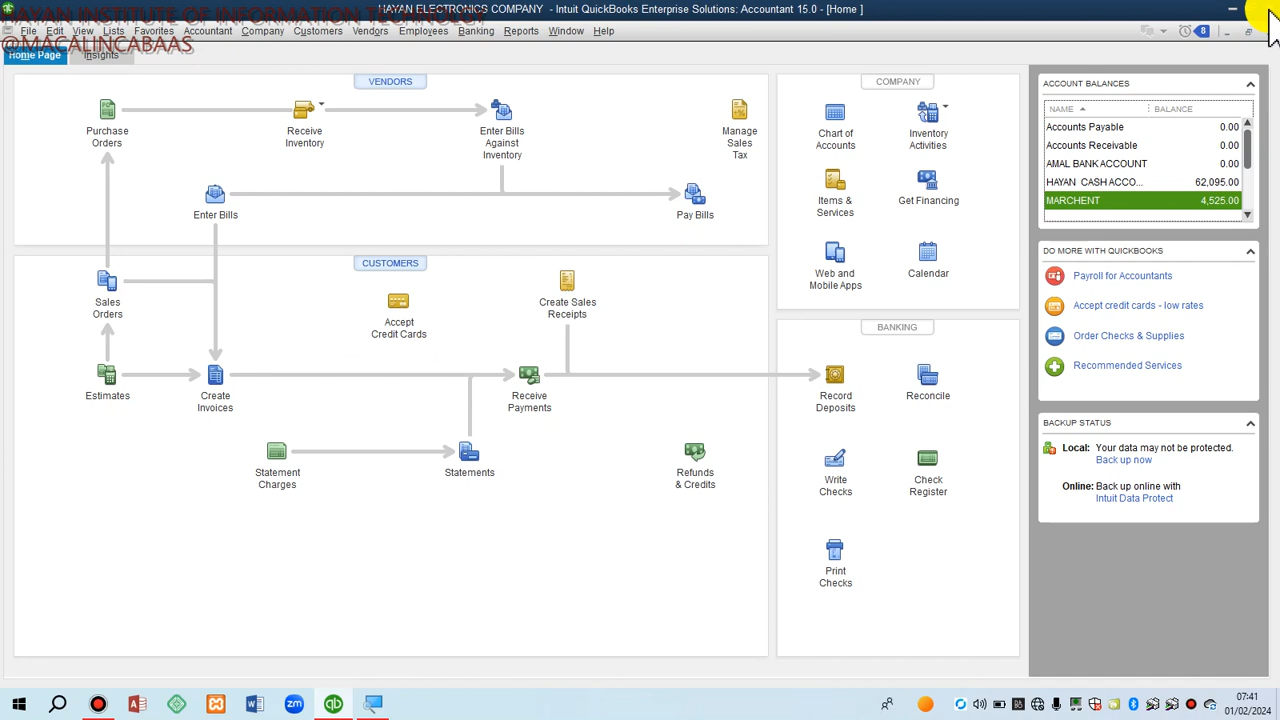 HAYAN ELECTRONICS COMPANY - Intuit QuickBooks Enterprise Solutions: Accountant 15.0 - [Home ]
HAYAN INSTITUTE OF INFORMATION TECHNOLOGY
File Edit View Lists Favorites Accountant Company Customers Vendors Employees Banking Reports Window Help
8
@MACALINCABAAS
Home Page Insights
VENDORS
Purchase
Orders
Receive
Inventory
Enter Bills
Against
Inventory
Manage
Sales
Tax
Enter Bills
Pay Bills
CUSTOMERS
Sales
Orders
Accept
Credit Cards
Create Sales
Receipts
Estimates
Create
Invoices
Receive
Payments
Statement
Charges
Statements
Refunds
& Credits
COMPANY
Chart of
Accounts
Inventory
Activities
Items &
Services
Get Financing
Web and
Mobile Apps
Calendar
BANKING
Record
Deposits
Reconcile
Write
Checks
Check
Register
Print
Checks
ACCOUNT BALANCES
NAME BALANCE
Accounts Payable 0.00
Accounts Receivable 0.00
AMAL BANK ACCOUNT 0.00
HAYAN CASH ACCO... 62,095.00
MARCHENT 4,525.00
DO MORE WITH QUICKBOOKS
Payroll for Accountants
Accept credit cards - low rates
Order Checks & Supplies
Recommended Services
BACKUP STATUS
Local: Your data may not be protected.
Back up now
Online: Back up online with
Intuit Data Protect
07:41
01/02/2024